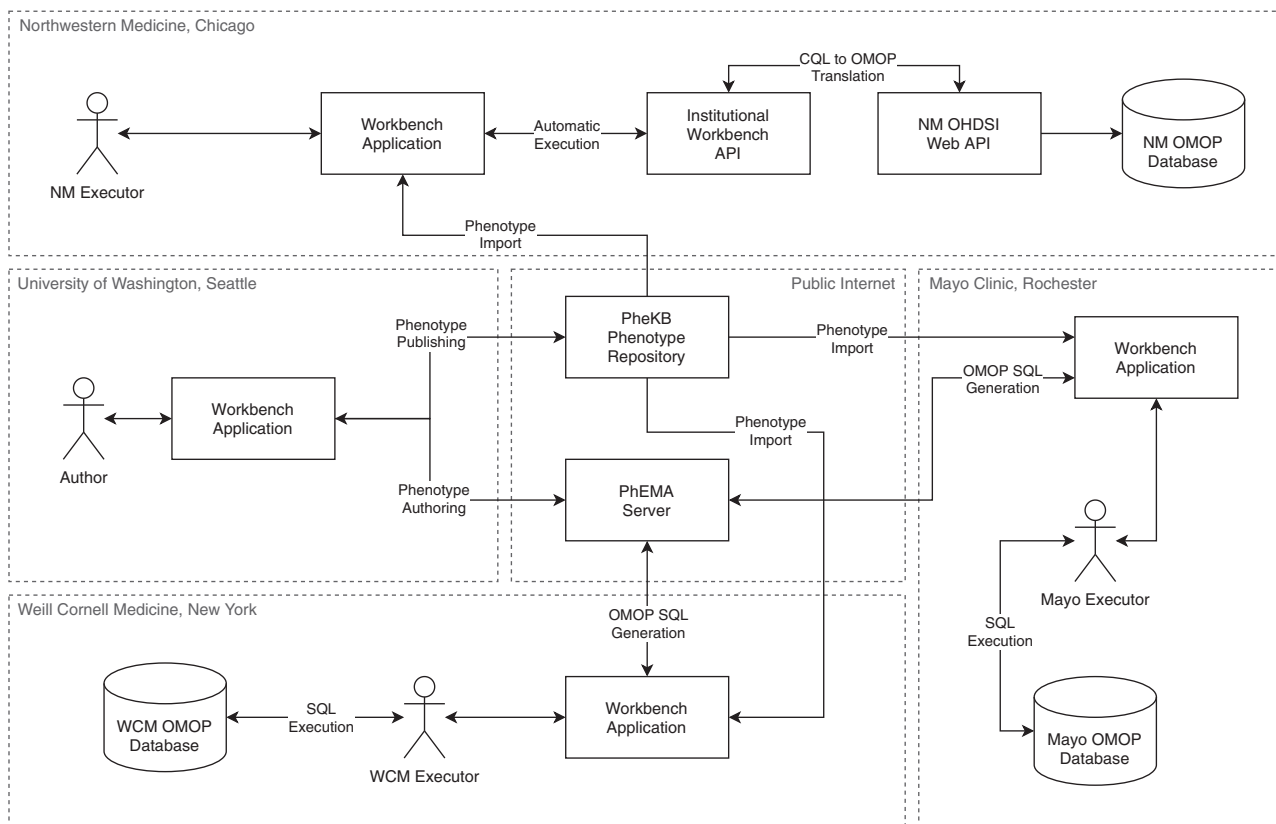 Northwestern Medicine, Chicago
CQL to OMOP
Translation
NM Executor
Workbench
Application
Automatic
Execution
Institutional
Workbench
API
NM OHDSI
Web API
NM OMOP
Database
Phenotype
Import
University of Washington, Seattle
Author
Workbench
Application
Phenotype
Publishing
Phenotype
Authoring
Public Internet
PheKB
Phenotype
Repository
Phenotype
Import
Phenotype
Import
PhEMA
Server
Mayo Clinic, Rochester
Workbench
Application
OMOP SQL
Generation
Mayo Executor
SQL
Execution
Mayo OMOP
Database
Weill Cornell Medicine, New York
OMOP SQL
Generation
WCM OMOP
Database
SQL
Execution
WCM Executor
Workbench
Application